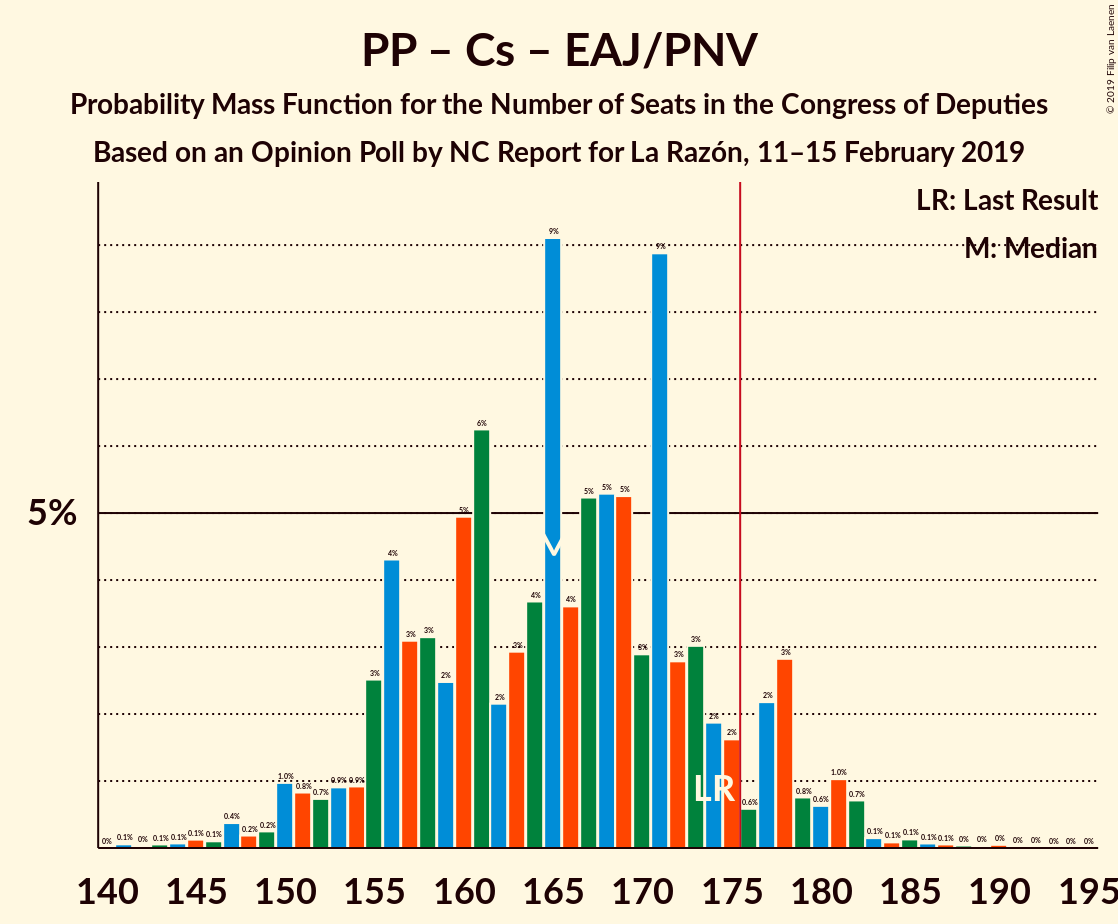 PP – Cs – EAJ/PNV
Probability Mass Function for the Number of Seats in the Congress of Deputies
Based on an Opinion Poll by NC Report for La Razón, 11–15 February 2019
© 2019 Filip van Laenen
LR: Last Result
M: Median
5%
0% 0.1% 0% 0.1% 0.1% 0.1% 0.1% 0.4% 0.2% 0.2% 1.0% 0.8% 0.7% 0.9% 0.9% 3% 4% 3% 3% 2% 5% 6% 2% 3% 4% 9% 4% 5% 5% 5% 3% 9% 3% 3% 2% 2% 0.6% 2% 3% 0.8% 0.6% 1.0% 0.7% 0.1% 0.1% 0.1% 0.1% 0.1% 0% 0% 0% 0% 0% 0% 0% 0%
M
LR
140 145 150 155 160 165 170 175 180 185 190 195